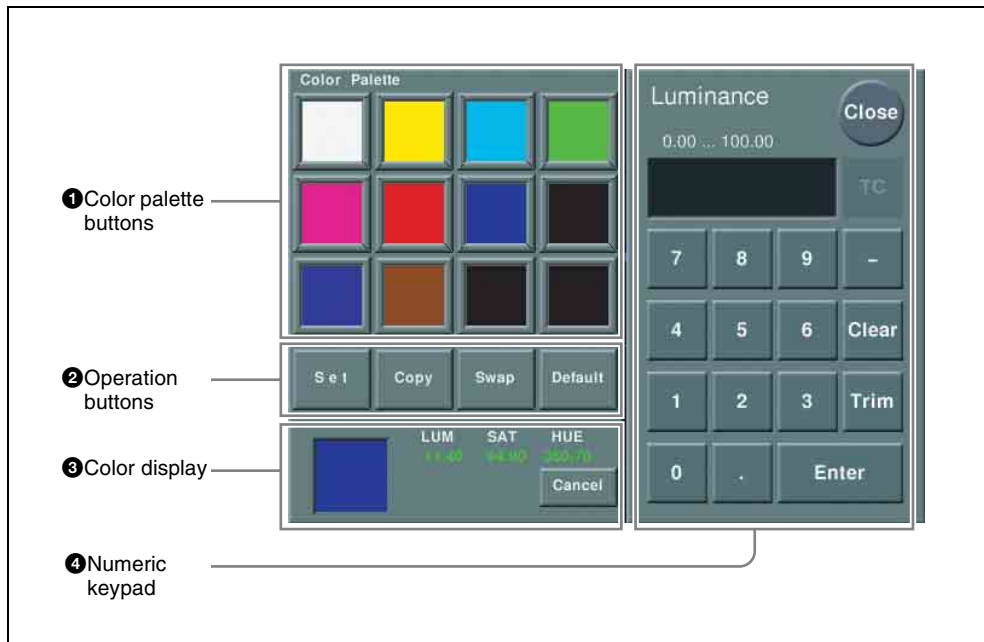 Color Palette
❶Color palette
buttons
❷Operation
buttons
Set Copy Swap Default
❸Color display
LUM SAT HUE
Cancel
❹Numeric
keypad
Luminance
Close
0.00 ... 100.00
TC
7 8 9 –
4 5 6 Clear
1 2 3 Trim
0 . Enter